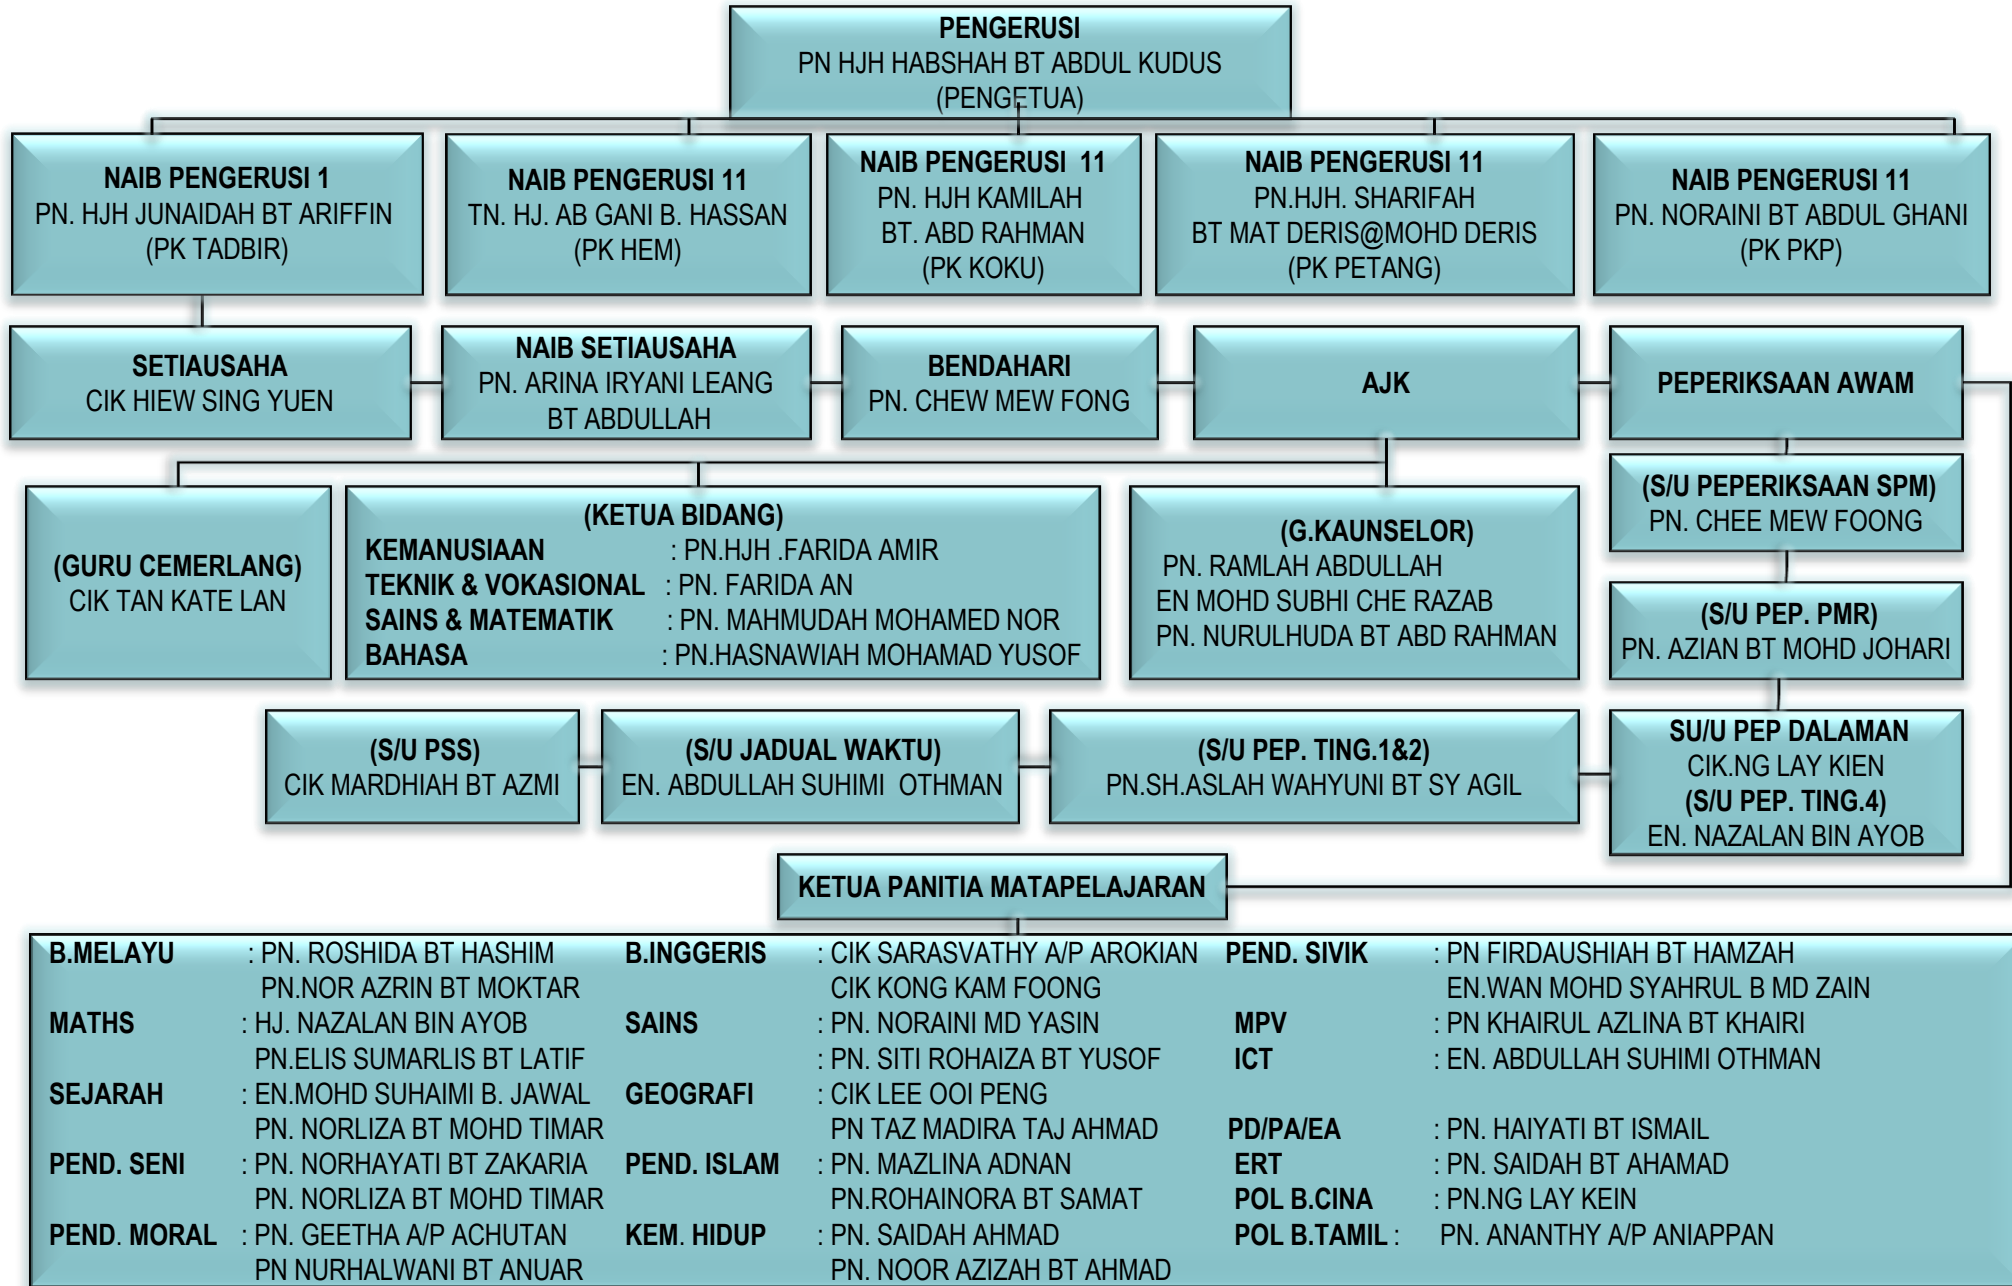 PENGERUSI
PN HJH HABSHAH BT ABDUL KUDUS
(PENGETUA)
NAIB PENGERUSI 1
PN. HJH JUNAIDAH BT ARIFFIN
(PK TADBIR)
NAIB PENGERUSI 11
TN. HJ. AB GANI B. HASSAN
(PK HEM)
NAIB PENGERUSI 11
PN. HJH KAMILAH
BT. ABD RAHMAN
(PK KOKU)
NAIB PENGERUSI 11
PN.HJH. SHARIFAH
BT MAT DERIS@MOHD DERIS
(PK PETANG)
NAIB PENGERUSI 11
PN. NORAINI BT ABDUL GHANI
(PK PKP)
SETIAUSAHA
CIK HIEW SING YUEN
NAIB SETIAUSAHA
PN. ARINA IRYANI LEANG
BT ABDULLAH
BENDAHARI
PN. CHEW MEW FONG
AJK
PEPERIKSAAN AWAM
(GURU CEMERLANG)
CIK TAN KATE LAN
(KETUA BIDANG)
KEMANUSIAAN : PN.HJH .FARIDA AMIR
TEKNIK & VOKASIONAL : PN. FARIDA AN
SAINS & MATEMATIK : PN. MAHMUDAH MOHAMED NOR
BAHASA : PN.HASNAWIAH MOHAMAD YUSOF
(G.KAUNSELOR)
PN. RAMLAH ABDULLAH
EN MOHD SUBHI CHE RAZAB
PN. NURULHUDA BT ABD RAHMAN
(S/U PEPERIKSAAN SPM)
PN. CHEE MEW FOONG
(S/U PEP. PMR)
PN. AZIAN BT MOHD JOHARI
(S/U PSS)
CIK MARDHIAH BT AZMI
(S/U JADUAL WAKTU)
EN. ABDULLAH SUHIMI OTHMAN
(S/U PEP. TING.1&2)
PN.SH.ASLAH WAHYUNI BT SY AGIL
SU/U PEP DALAMAN
CIK.NG LAY KIEN
(S/U PEP. TING.4)
EN. NAZALAN BIN AYOB
KETUA PANITIA MATAPELAJARAN
B.MELAYU : PN. ROSHIDA BT HASHIM B.INGGERIS : CIK SARASVATHY A/P AROKIAN PEND. SIVIK : PN FIRDAUSHIAH BT HAMZAH
PN.NOR AZRIN BT MOKTAR CIK KONG KAM FOONG EN.WAN MOHD SYAHRUL B MD ZAIN
MATHS : HJ. NAZALAN BIN AYOB SAINS : PN. NORAINI MD YASIN MPV : PN KHAIRUL AZLINA BT KHAIRI
PN.ELIS SUMARLIS BT LATIF : PN. SITI ROHAIZA BT YUSOF ICT : EN. ABDULLAH SUHIMI OTHMAN
SEJARAH : EN.MOHD SUHAIMI B. JAWAL GEOGRAFI : CIK LEE OOI PENG
PN. NORLIZA BT MOHD TIMAR PN TAZ MADIRA TAJ AHMAD PD/PA/EA : PN. HAIYATI BT ISMAIL
PEND. SENI : PN. NORHAYATI BT ZAKARIA PEND. ISLAM : PN. MAZLINA ADNAN ERT : PN. SAIDAH BT AHAMAD
PN. NORLIZA BT MOHD TIMAR PN.ROHAINORA BT SAMAT POL B.CINA : PN.NG LAY KEIN
PEND. MORAL : PN. GEETHA A/P ACHUTAN KEM. HIDUP : PN. SAIDAH AHMAD POL B.TAMIL : PN. ANANTHY A/P ANIAPPAN
PN NURHALWANI BT ANUAR PN. NOOR AZIZAH BT AHMAD